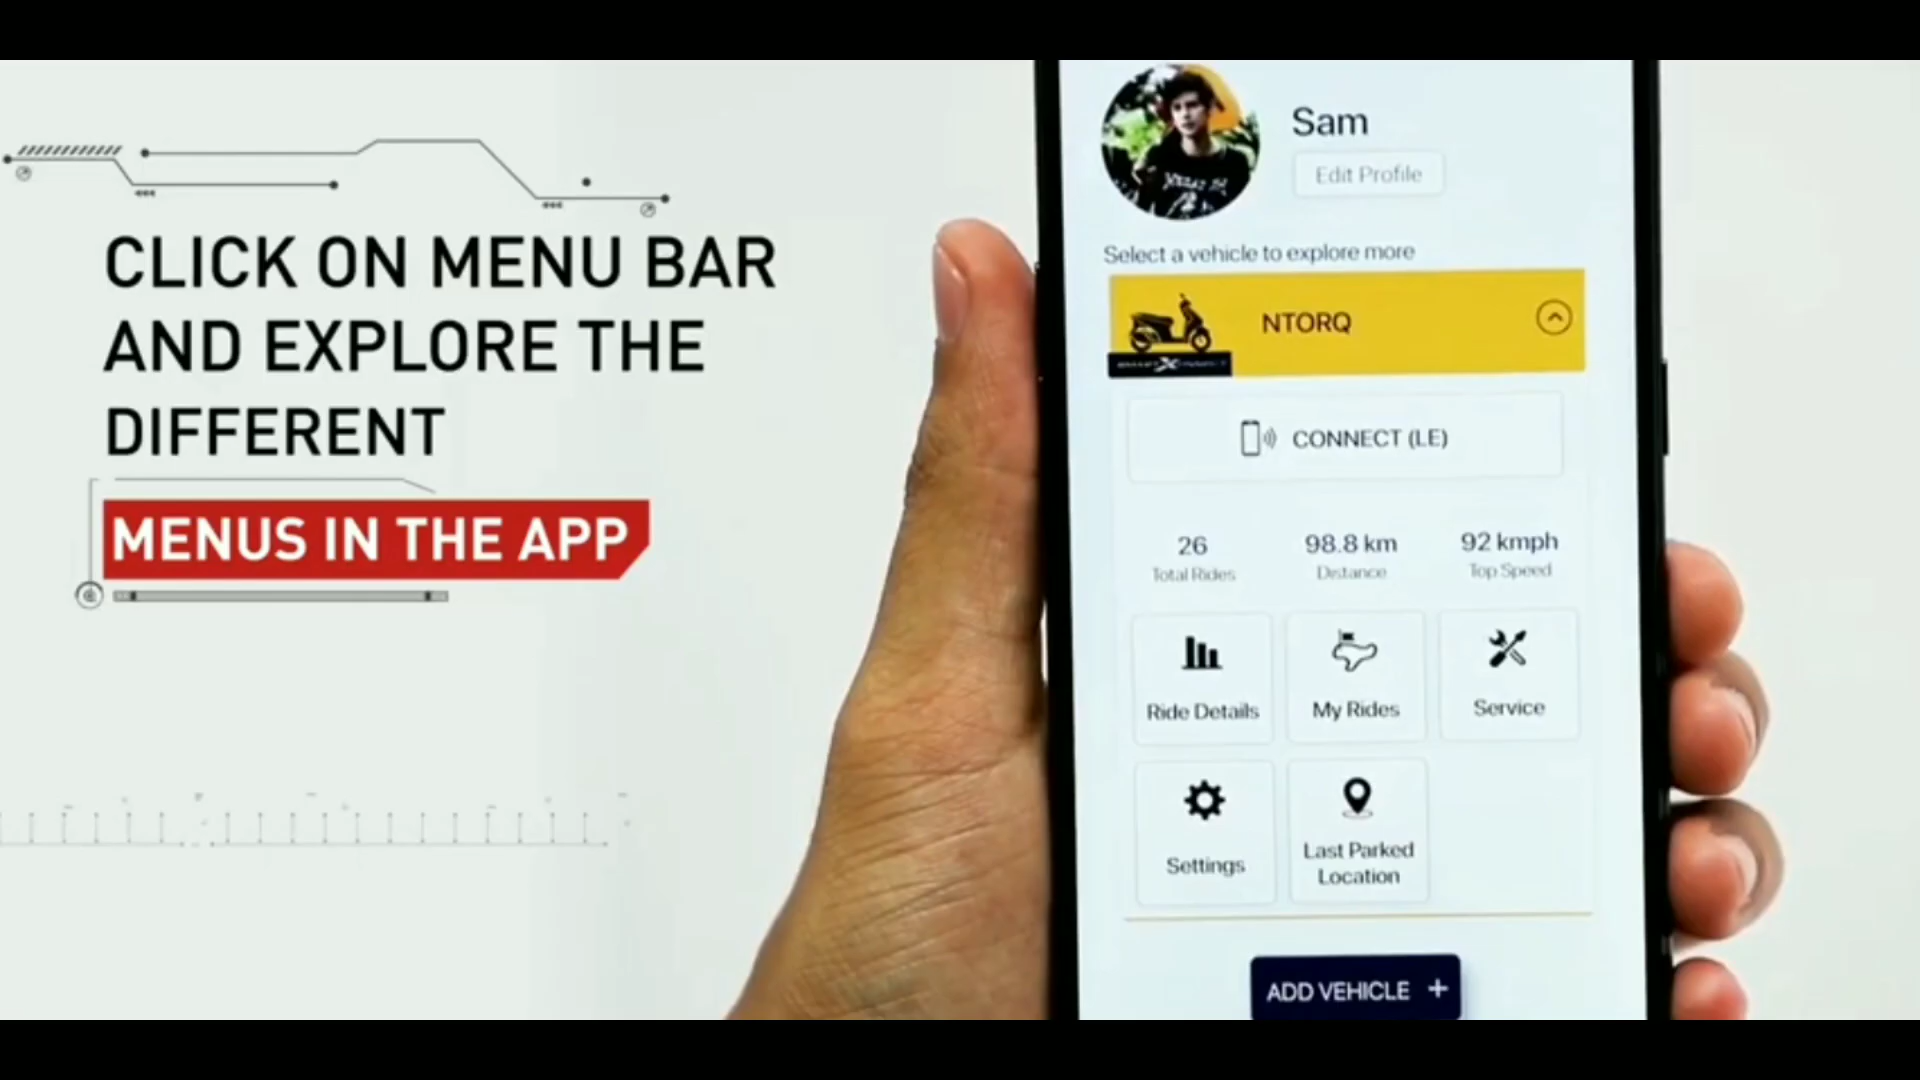 CLICK ON MENU BAR
AND EXPLORE THE
DIFFERENT
MENUS IN THE APP
Sam
Edit Profile
Select a vehicle to explore more
NTORQ
CONNECT (LE)
26
Total Rides
98.8 km
Distance
92 kmph
Top Speed
Ride Details
My Rides
Service
Settings
Last Parked
Location
ADD VEHICLE +